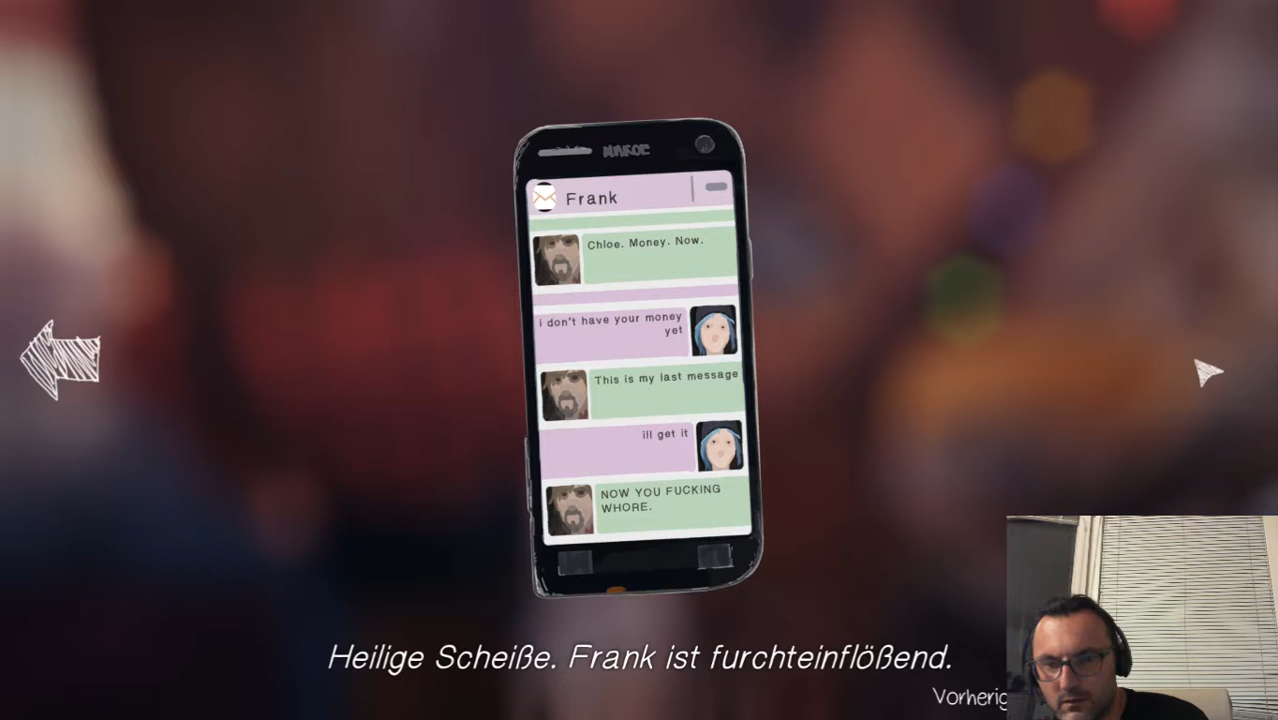 Frank
Chloe. Money. Now.
i don't have your money
yet
This is my last message
ill get it
NOW YOU FUCKING
WHORE.
Heilige Scheiße. Frank ist furchteinflößend.
Vorherig